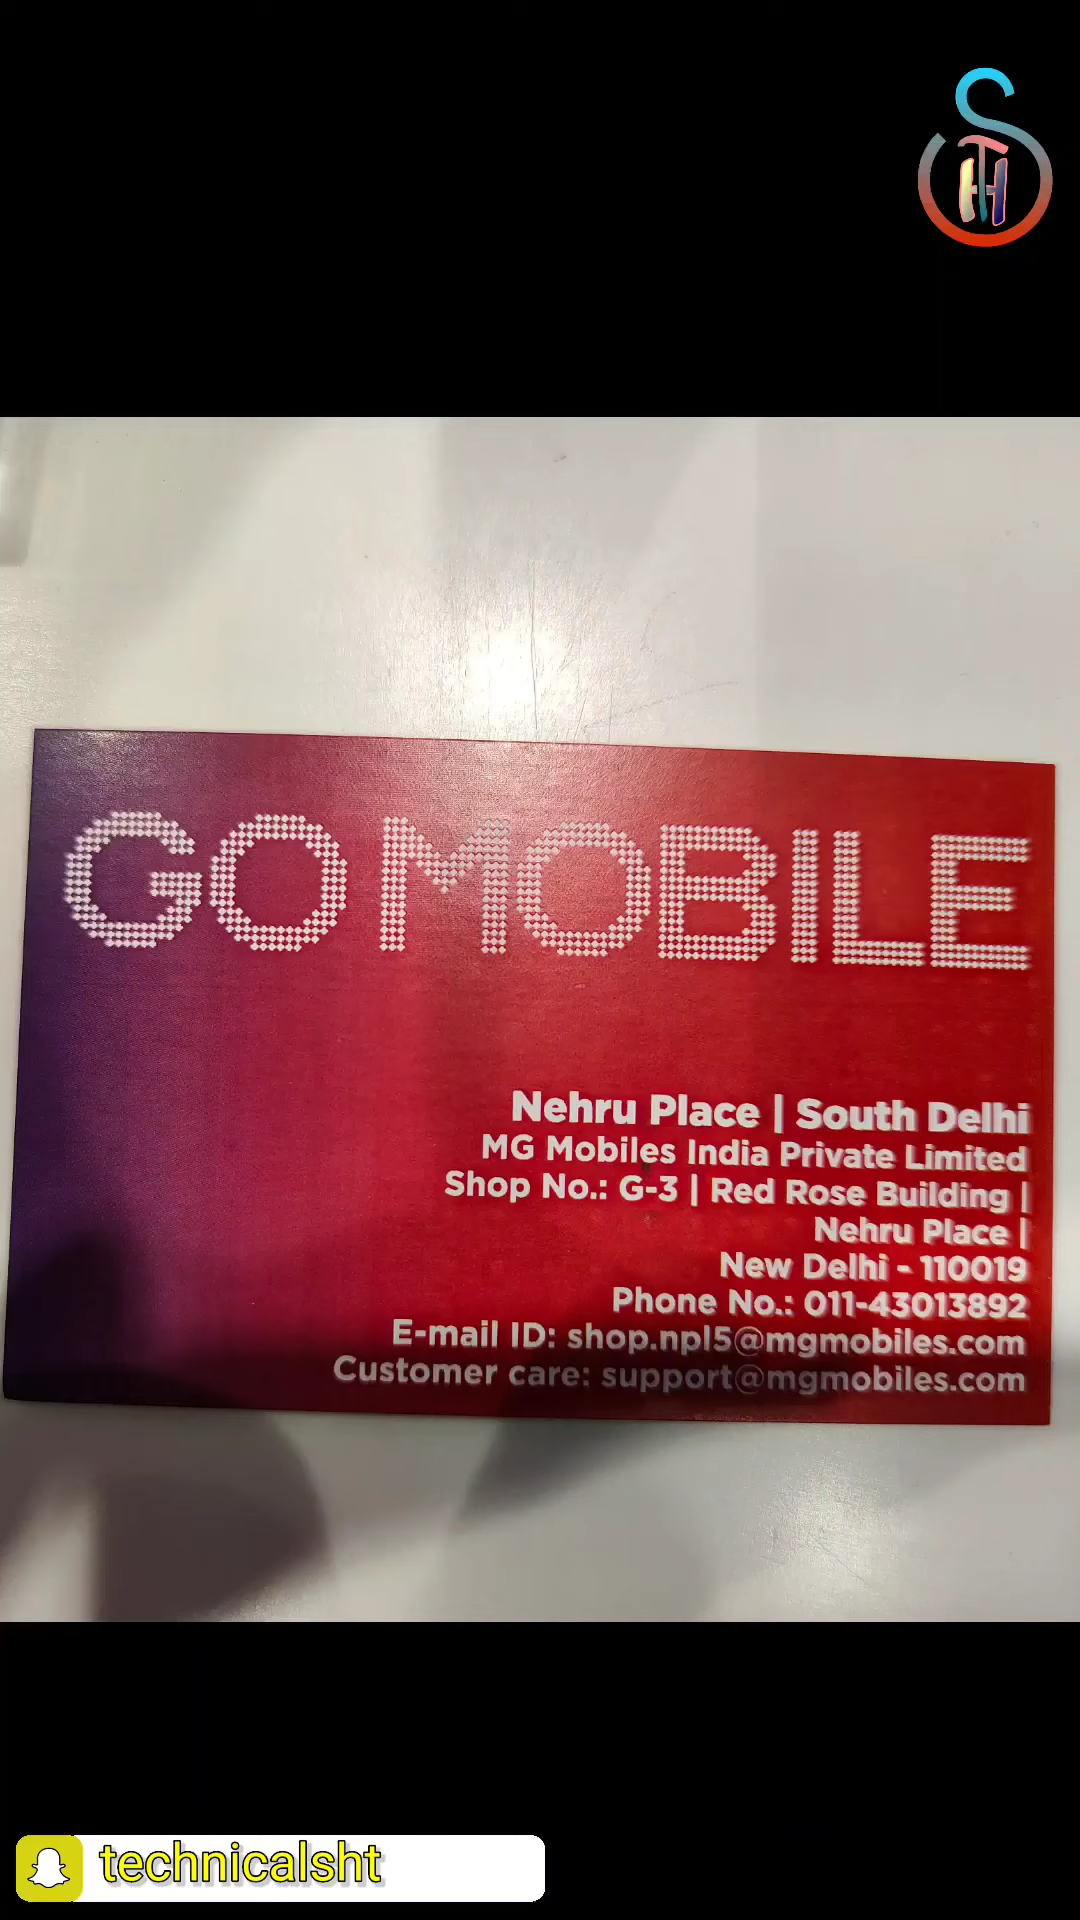 STH
GO MOBILE
Nehru Place | South Delhi
MG Mobiles India Private Limited
Shop No.: G-3 | Red Rose Building |
Nehru Place |
New Delhi - 110019
Phone No.: 011-43013892
E-mail ID: shop.npl5@mgmobiles.com
Customer care: support@mgmobiles.com
technicalsht